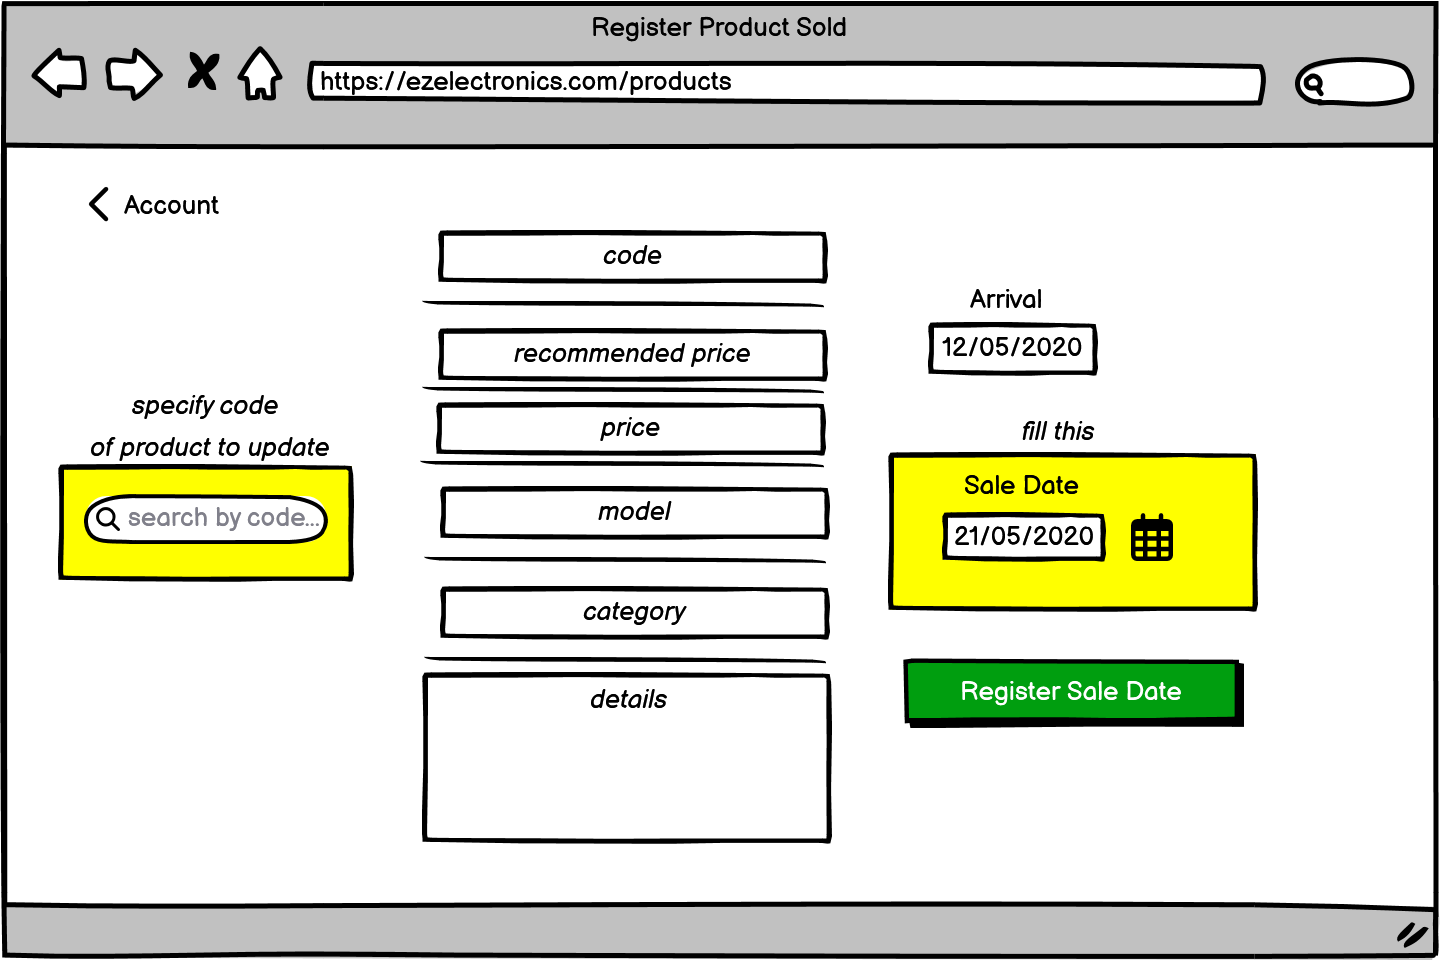 Register Product Sold
https://ezelectronics.com/products
Account
specify code
of product to update
search by code...
code
recommended price
price
model
category
details
Arrival
12/05/2020
fill this
Sale Date
21/05/2020
Register Sale Date